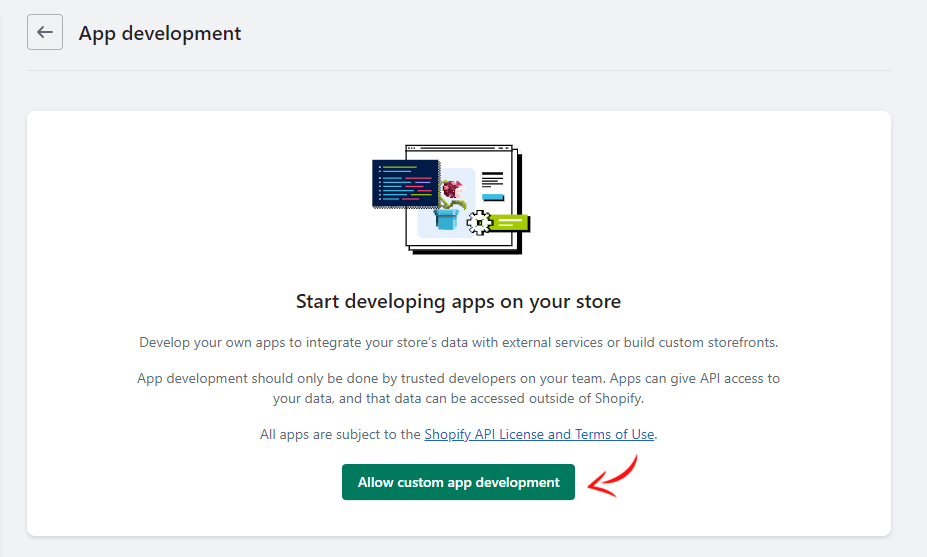 App development
Start developing apps on your store
Develop your own apps to integrate your store's data with external services or build custom storefronts.
App development should only be done by trusted developers on your team. Apps can give API access to
your data, and that data can be accessed outside of Shopify.
All apps are subject to the Shopify API License and Terms of Use.
Allow custom app development